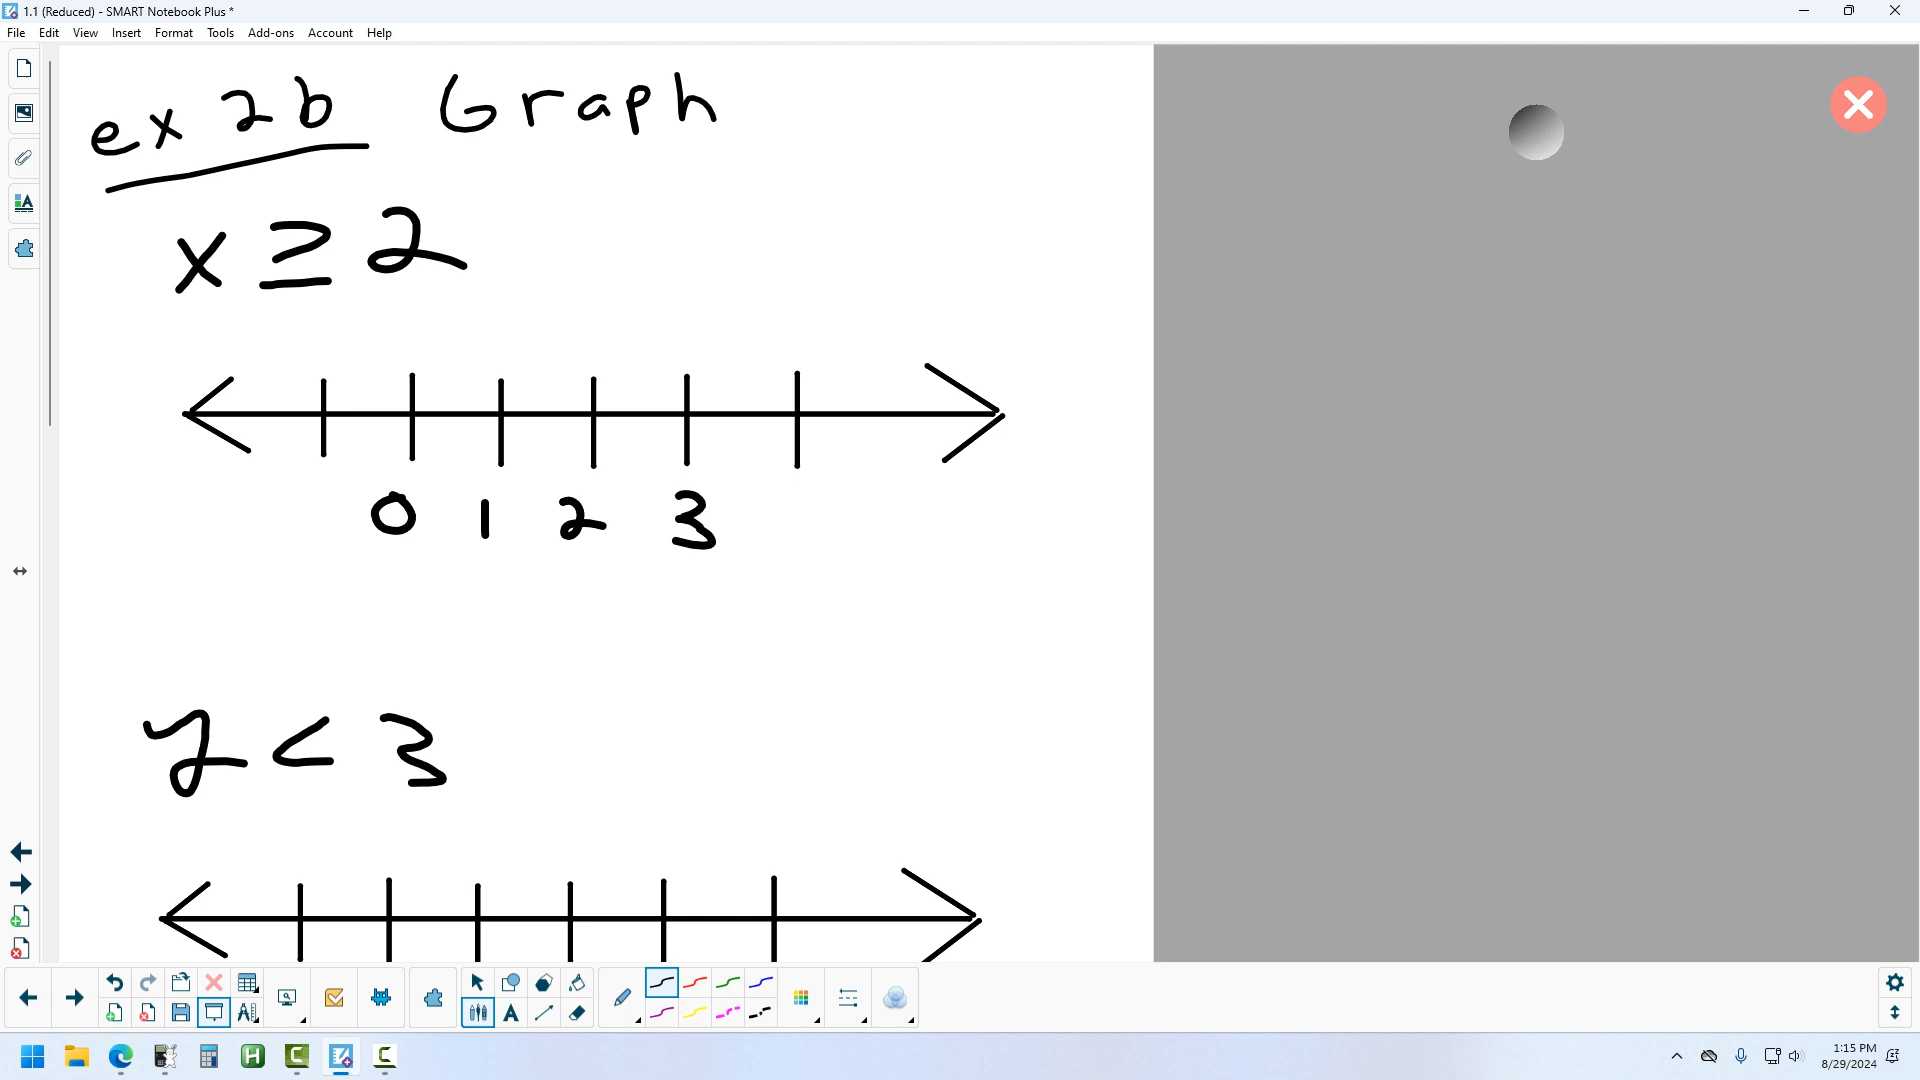 1.1 (Reduced) - SMART Notebook Plus *
File Edit View Insert Format Tools Add-ons Account Help
ex 2b Graph
x ≥ 2
0 1 2 3
y < 3
1:15 PM
8/29/2024